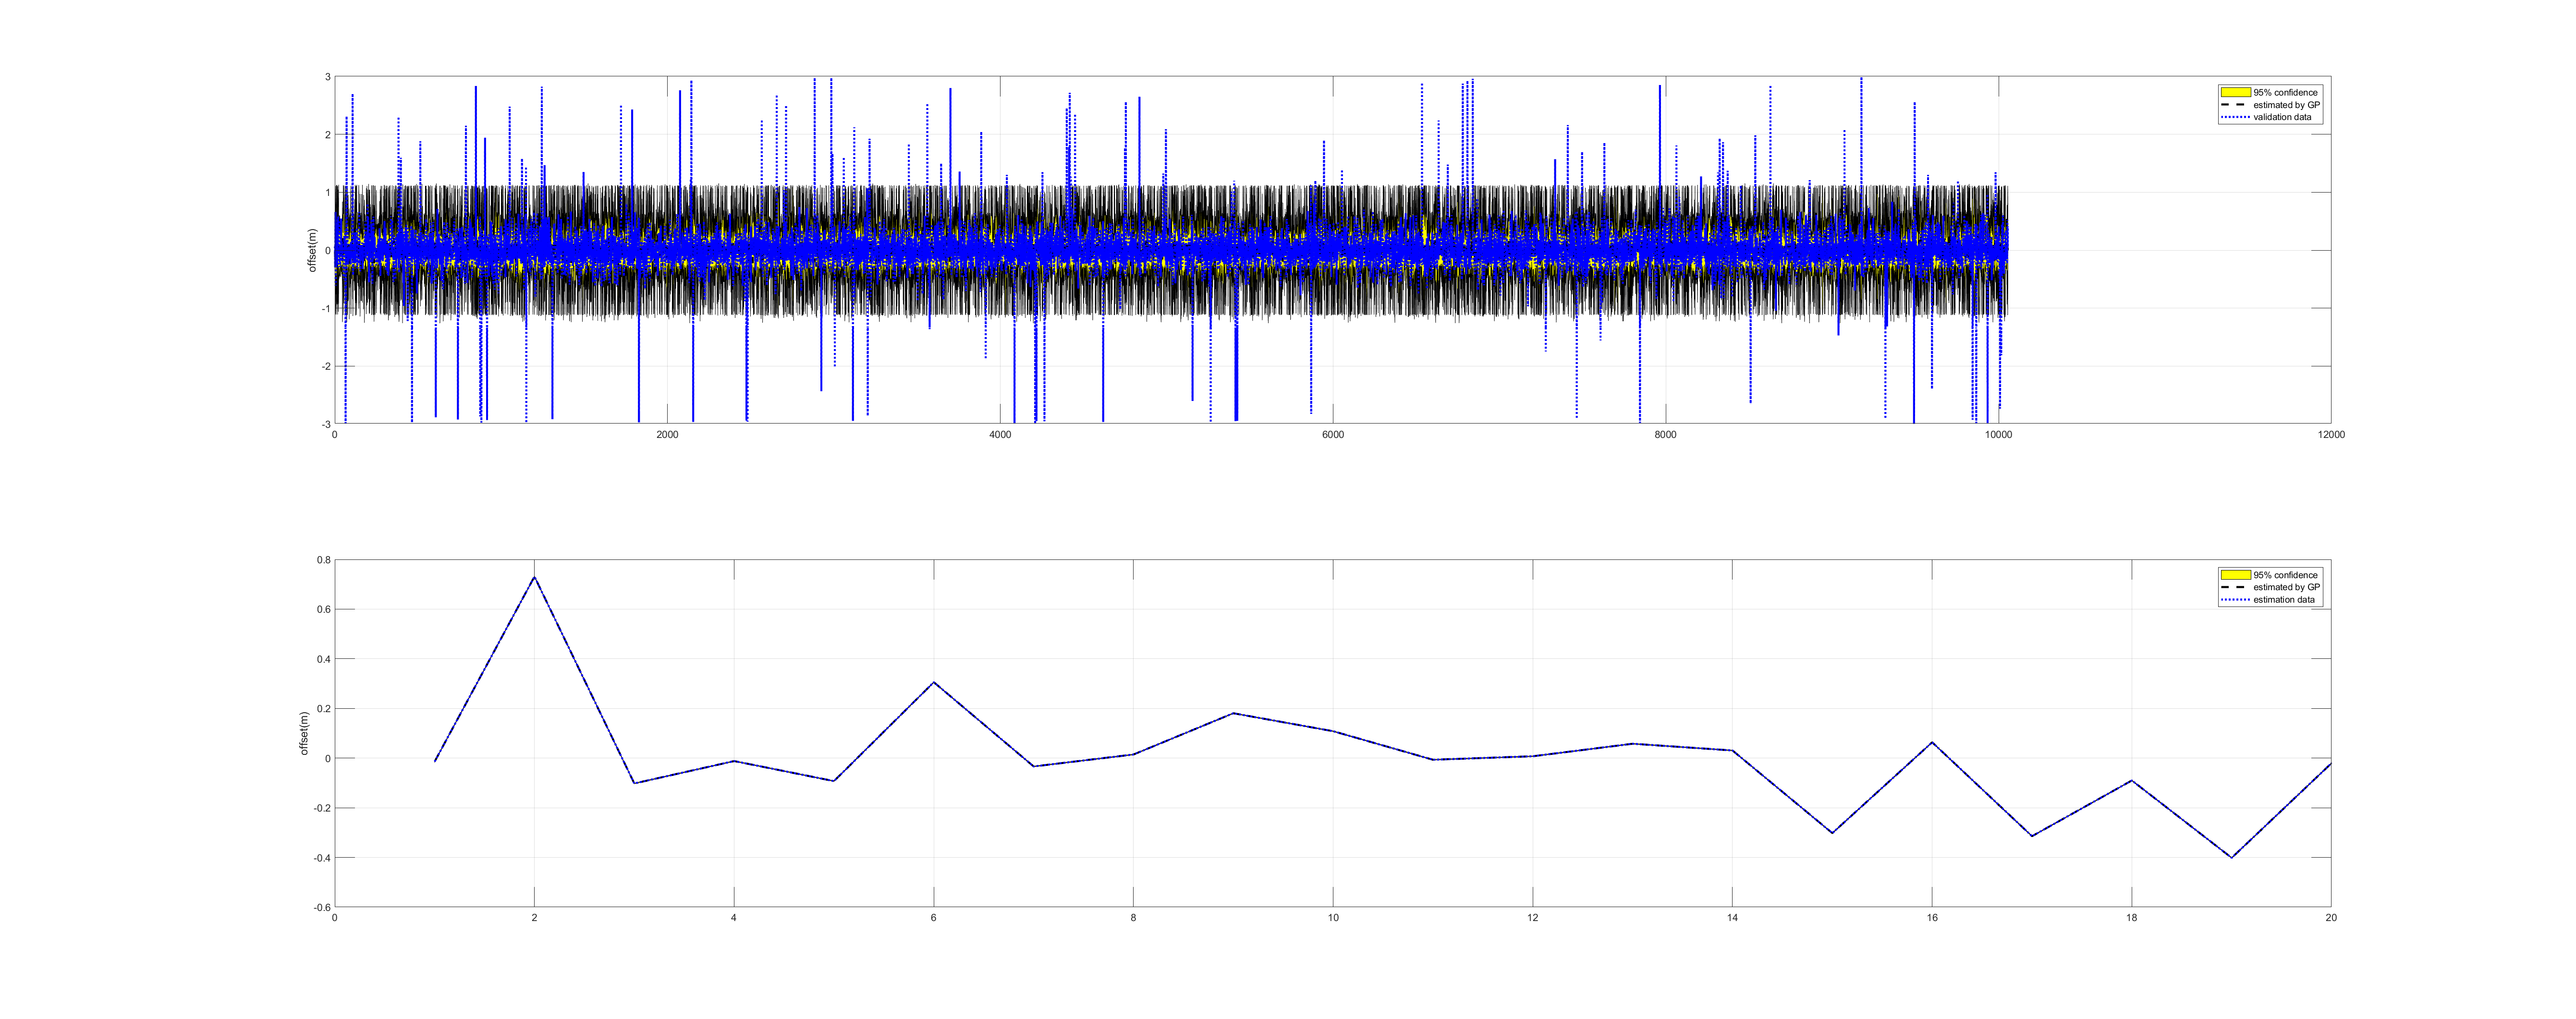 3
2
1
0
-1
-2
-3
offset(m)
0 2000 4000 6000 8000 10000 12000
95% confidence
estimated by GP
validation data
0.8
0.6
0.4
0.2
0
-0.2
-0.4
-0.6
offset(m)
0 2 4 6 8 10 12 14 16 18 20
95% confidence
estimated by GP
estimation data